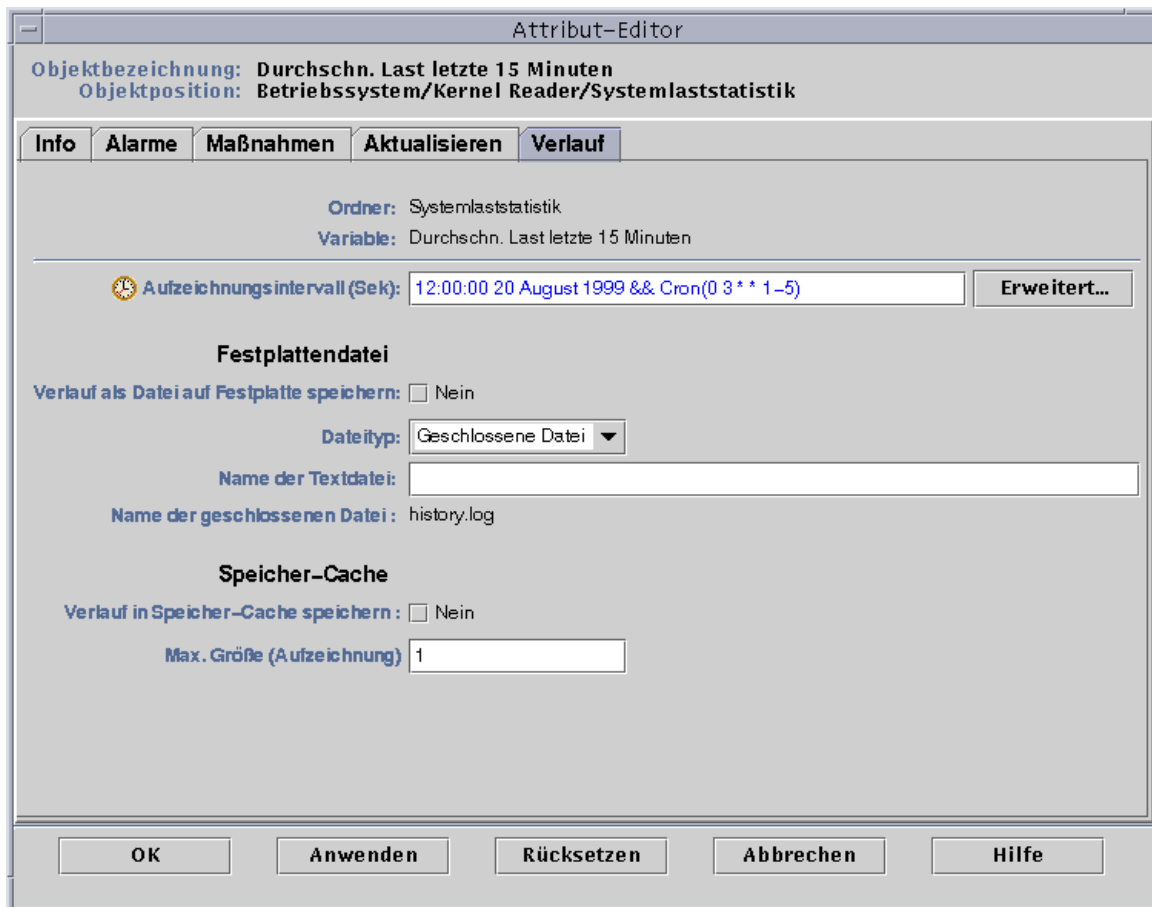 Attribut-Editor
Objektbezeichnung: Durchschn. Last letzte 15 Minuten
Objektposition: Betriebssystem/Kernel Reader/Systemlaststatistik
Info Alarme Maßnahmen Aktualisieren Verlauf
Ordner: Systemlaststatistik
Variable: Durchschn. Last letzte 15 Minuten
Aufzeichnungsintervall (Sek): 12:00:00 20 August 1999 && Cron(0 3 * * 1-5) Erweitert...
Festplattendatei
Verlauf als Datei auf Festplatte speichern: Nein
Dateityp: Geschlossene Datei
Name der Textdatei:
Name der geschlossenen Datei : history.log
Speicher-Cache
Verlauf in Speicher-Cache speichern : Nein
Max. Größe (Aufzeichnung) 1
OK Anwenden Rücksetzen Abbrechen Hilfe